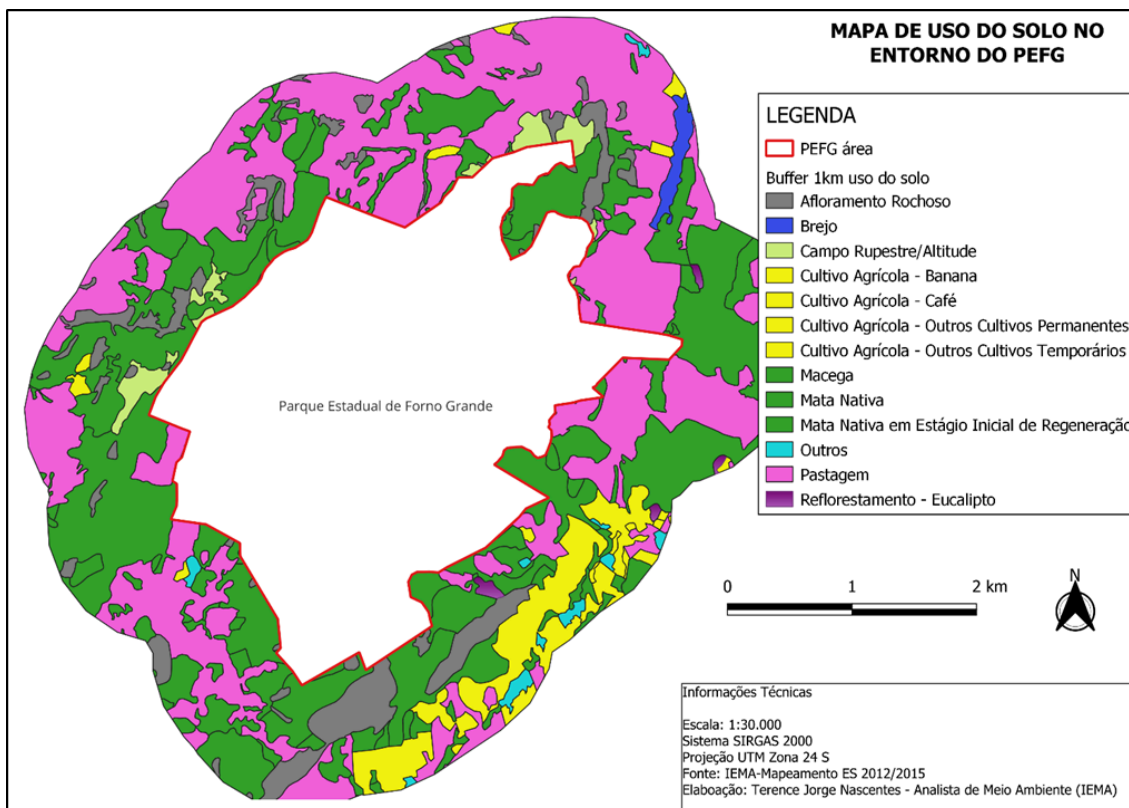 MAPA DE USO DO SOLO NO
ENTORNO DO PEFG
LEGENDA
PEFG área
Buffer 1km uso do solo
Afloramento Rochoso
Brejo
Campo Rupestre/Altitude
Cultivo Agrícola - Banana
Cultivo Agrícola - Café
Cultivo Agrícola - Outros Cultivos Permanentes
Cultivo Agrícola - Outros Cultivos Temporários
Macega
Mata Nativa
Mata Nativa em Estágio Inicial de Regeneração
Outros
Pastagem
Reflorestamento - Eucalipto
Parque Estadual de Forno Grande
0 1 2 km
N
Informações Técnicas
Escala: 1:30.000
Sistema SIRGAS 2000
Projeção UTM Zona 24 S
Fonte: IEMA-Mapeamento ES 2012/2015
Elaboação: Terence Jorge Nascentes - Analista de Meio Ambiente (IEMA)